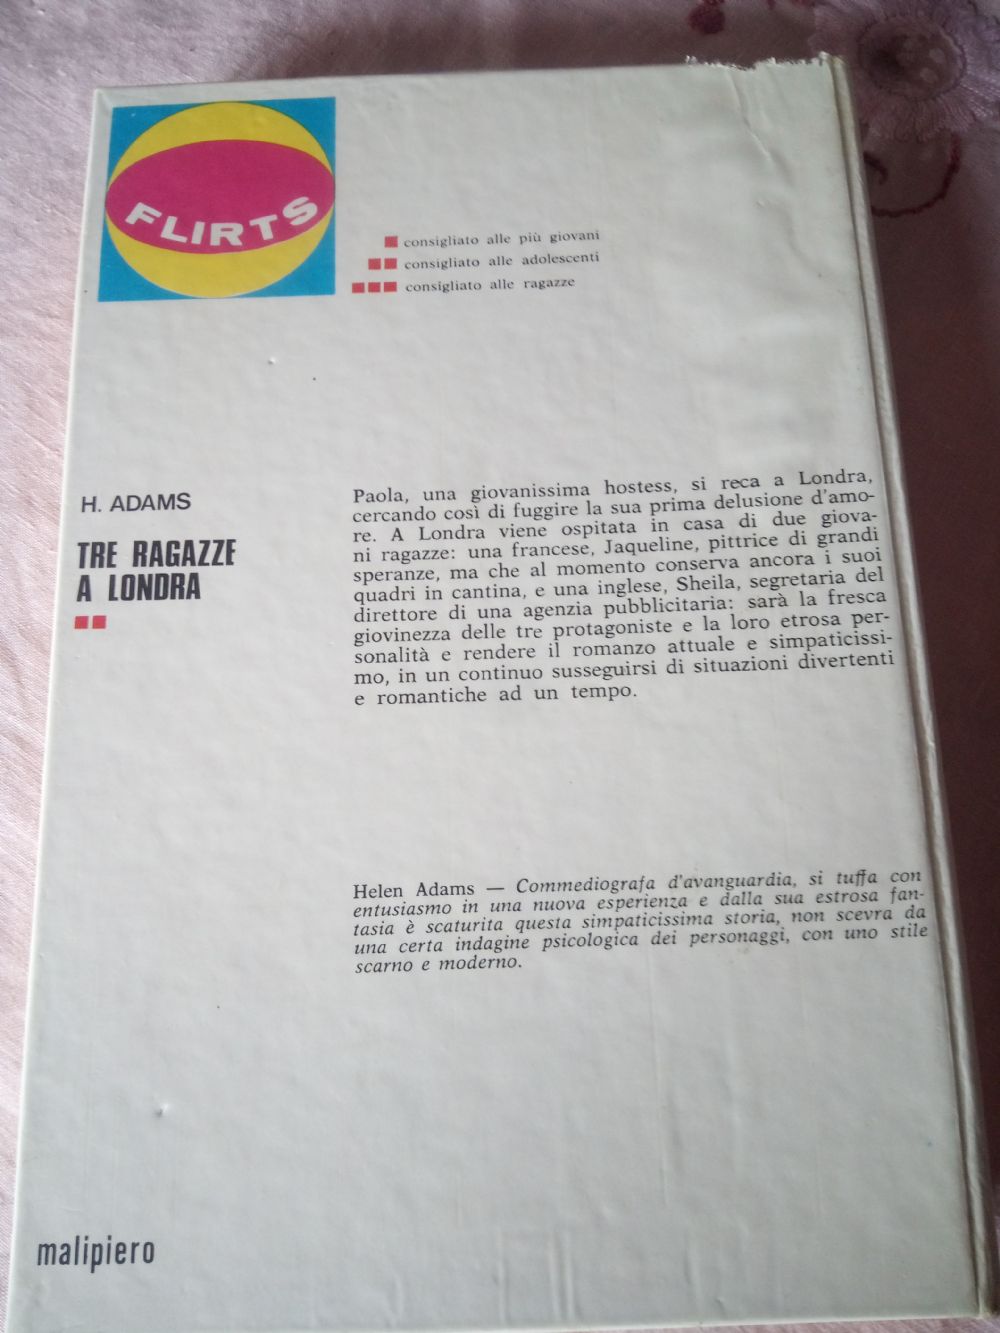 FLIRTS
consigliato alle più giovani
consigliato alle adolescenti
consigliato alle ragazze
H. ADAMS
TRE RAGAZZE
A LONDRA
Paola, una giovanissima hostess, si reca a Londra,
cercando così di fuggire la sua prima delusione d'amo-
re. A Londra viene ospitata in casa di due giova-
ni ragazze: una francese, Jaqueline, pittrice di grandi
speranze, ma che al momento conserva ancora i suoi
quadri in cantina, e una inglese, Sheila, segretaria del
direttore di una agenzia pubblicitaria: sarà la fresca
giovinezza delle tre protagoniste e la loro etrosa per-
sonalità e rendere il romanzo attuale e simpaticissi-
mo, in un continuo susseguirsi di situazioni divertenti
e romantiche ad un tempo.
Helen Adams — Commediografa d'avanguardia, si tuffa con
entusiasmo in una nuova esperienza e dalla sua estrosa fan-
tasia è scaturita questa simpaticissima storia, non scevra da
una certa indagine psicologica dei personaggi, con uno stile
scarno e moderno.
malipiero